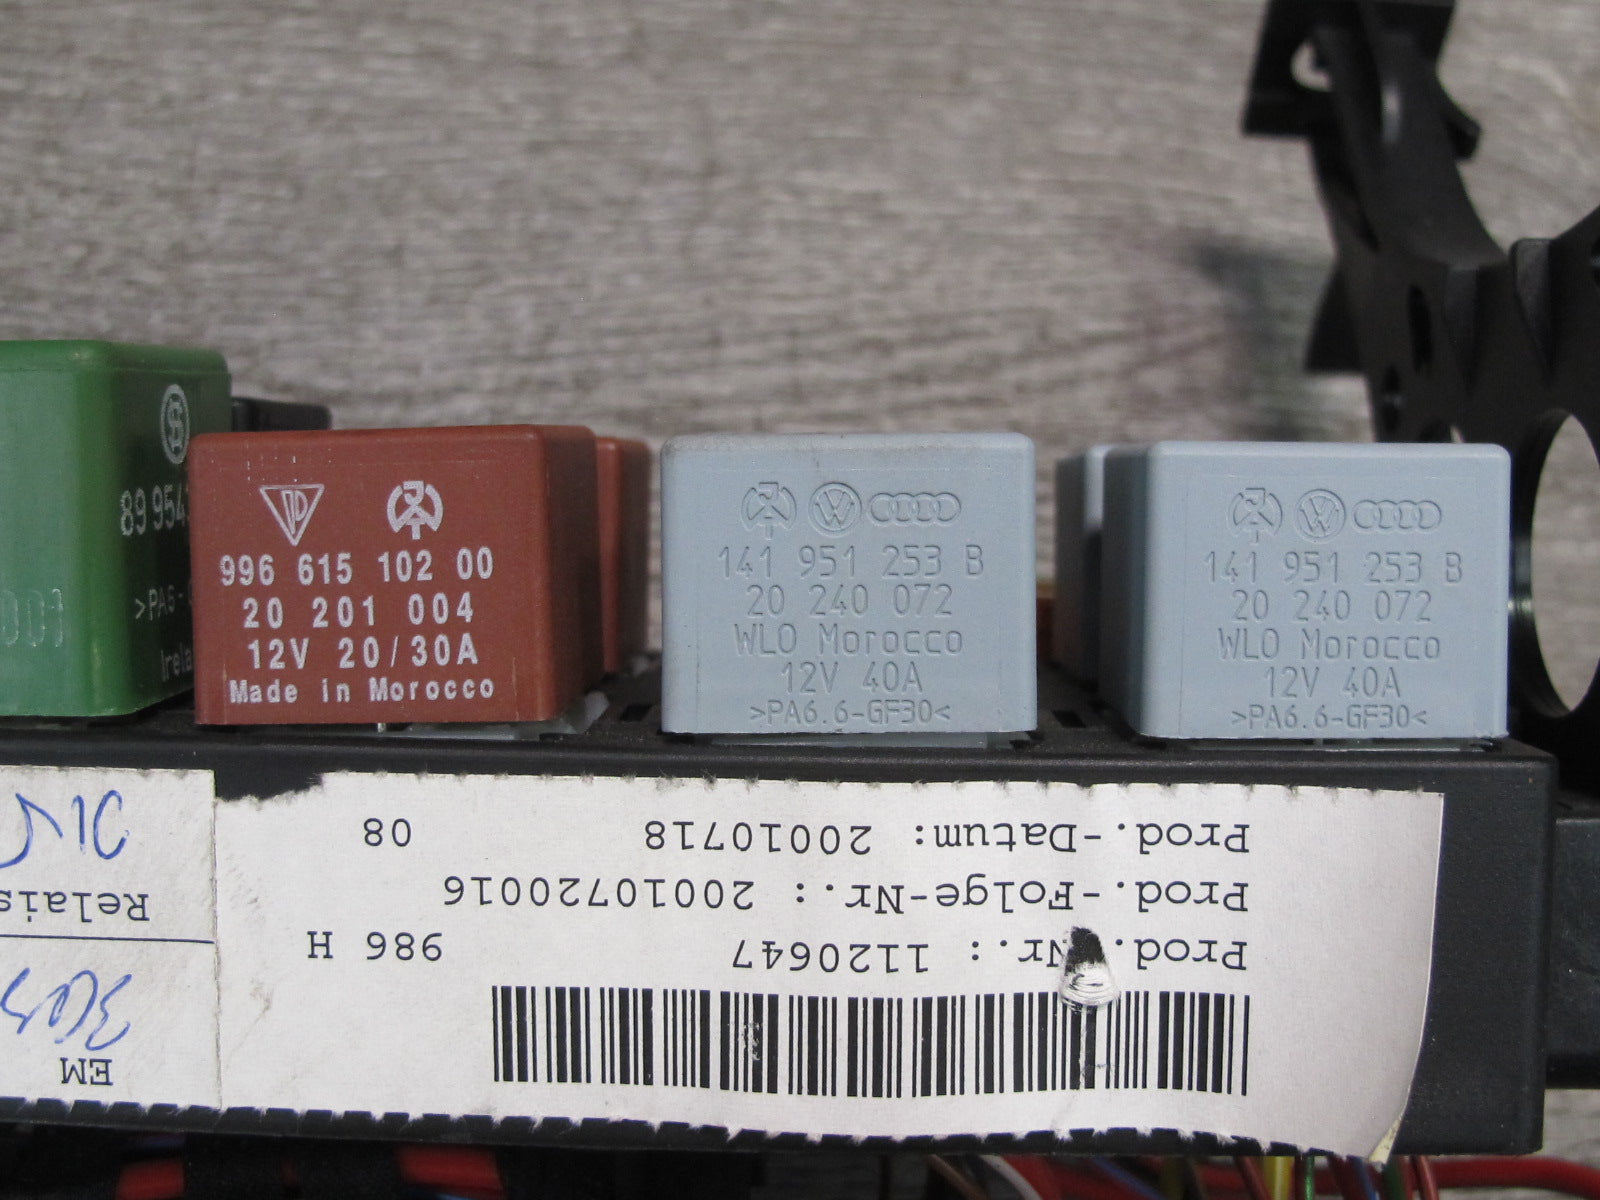 89 954
>PA6-
Irela
001
996 615 102 00
20 201 004
12V 20/30A
Made in Morocco
141 951 253 B
20 240 072
WLO Morocco
12V 40A
>PA6.6-GF30<
141 951 253 B
20 240 072
WLO Morocco
12V 40A
>PA6.6-GF30<
Prod.-Datum: 20010718 08
Prod.-Folge-Nr.: 20010720016
Prod.Nr.: 1120647 986 H
Relais
EM